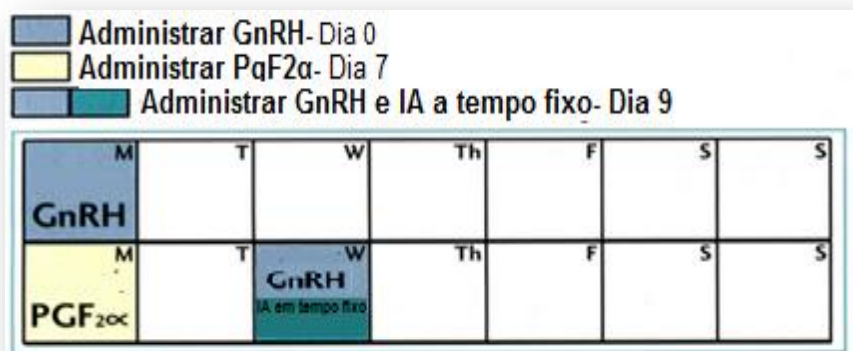 Administrar GnRH- Dia 0
Administrar PgF2α- Dia 7
Administrar GnRH e IA a tempo fixo- Dia 9
M T W Th F S S
GnRH
M T W Th F S S
GnRH
IA em tempo fixo
PGF2α